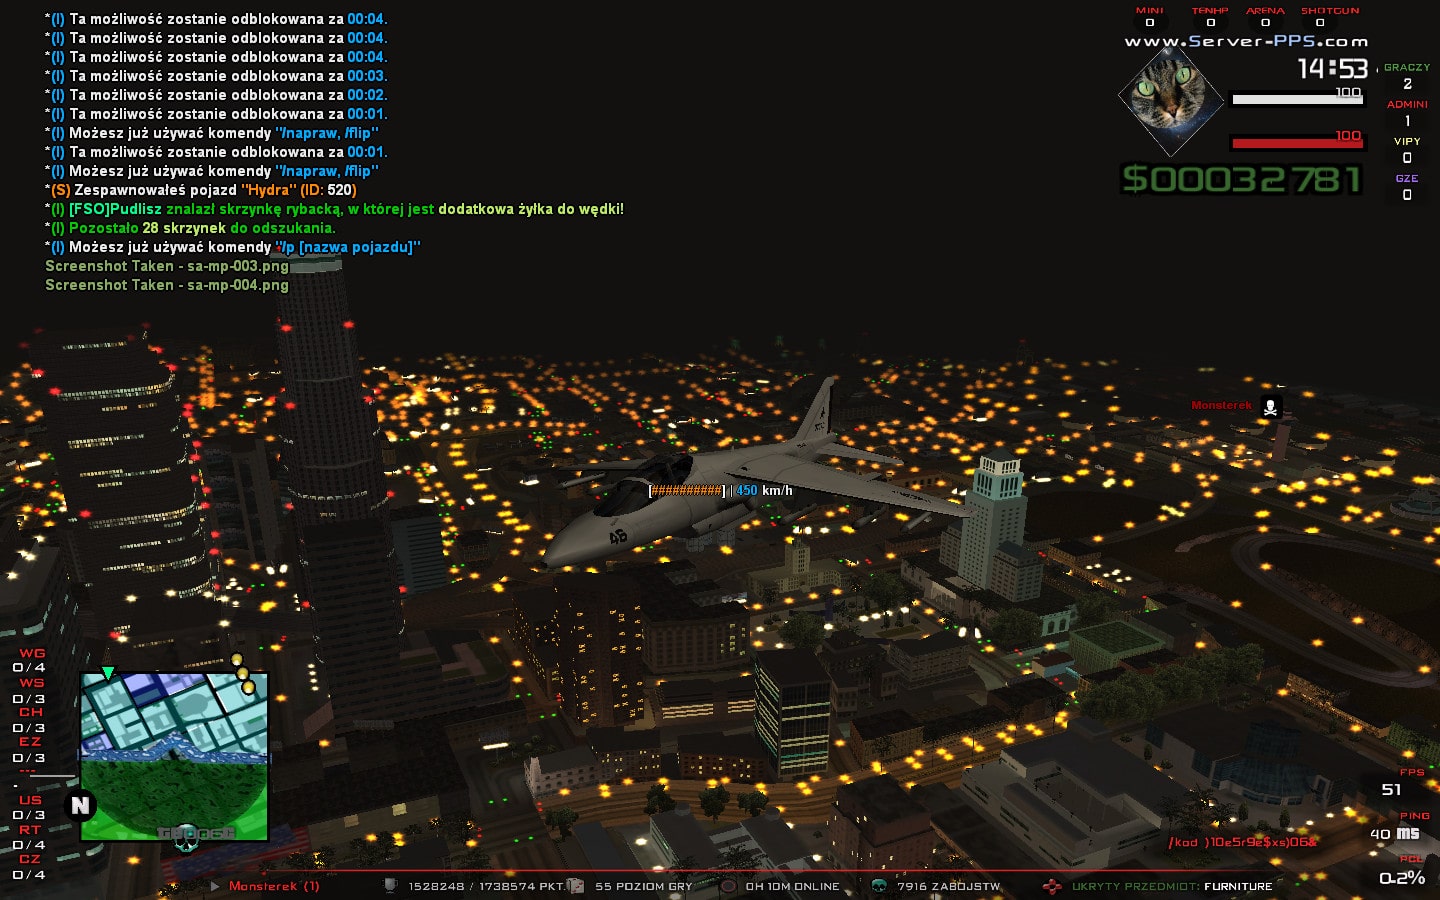 *(I) Ta możliwość zostanie odblokowana za 00:04.
*(I) Ta możliwość zostanie odblokowana za 00:04.
*(I) Ta możliwość zostanie odblokowana za 00:04.
*(I) Ta możliwość zostanie odblokowana za 00:03.
*(I) Ta możliwość zostanie odblokowana za 00:02.
*(I) Ta możliwość zostanie odblokowana za 00:01.
*(I) Możesz już używać komendy "/napraw, /flip"
*(I) Ta możliwość zostanie odblokowana za 00:01.
*(I) Możesz już używać komendy "/napraw, /flip"
*(S) Zespawnowałeś pojazd "Hydra" (ID: 520)
*(I) [FSO]Pudlisz znalazł skrzynkę rybacką, w której jest dodatkowa żyłka do wędki!
*(I) Pozostało 28 skrzynek do odszukania.
*(I) Możesz już używać komendy "/p [nazwa pojazdu]"
Screenshot Taken - sa-mp-003.png
Screenshot Taken - sa-mp-004.png
MINI TENHP ARENA SHOTGUN
0 0 0 0
www.Server-PPS.com
14:53
100
100
$00032781
GRACZY
2
ADMINI
1
VIPY
0
GZE
0
Monsterek
[##########] | 450 km/h
46
WG
0/4
WS
0/3
CH
0/3
EZ
0/3
---
-
US
0/3
RT
0/4
CZ
0/4
N
FPS
51
PING
40 ms
PCL
0.2%
/kod )10e5r9e$xs)06&
Monsterek (1)
1528248 / 1738574 PKT.
55 POZIOM GRY
0H 10M ONLINE
7916 ZABÓJSTW
UKRYTY PRZEDMIOT: FURNITURE